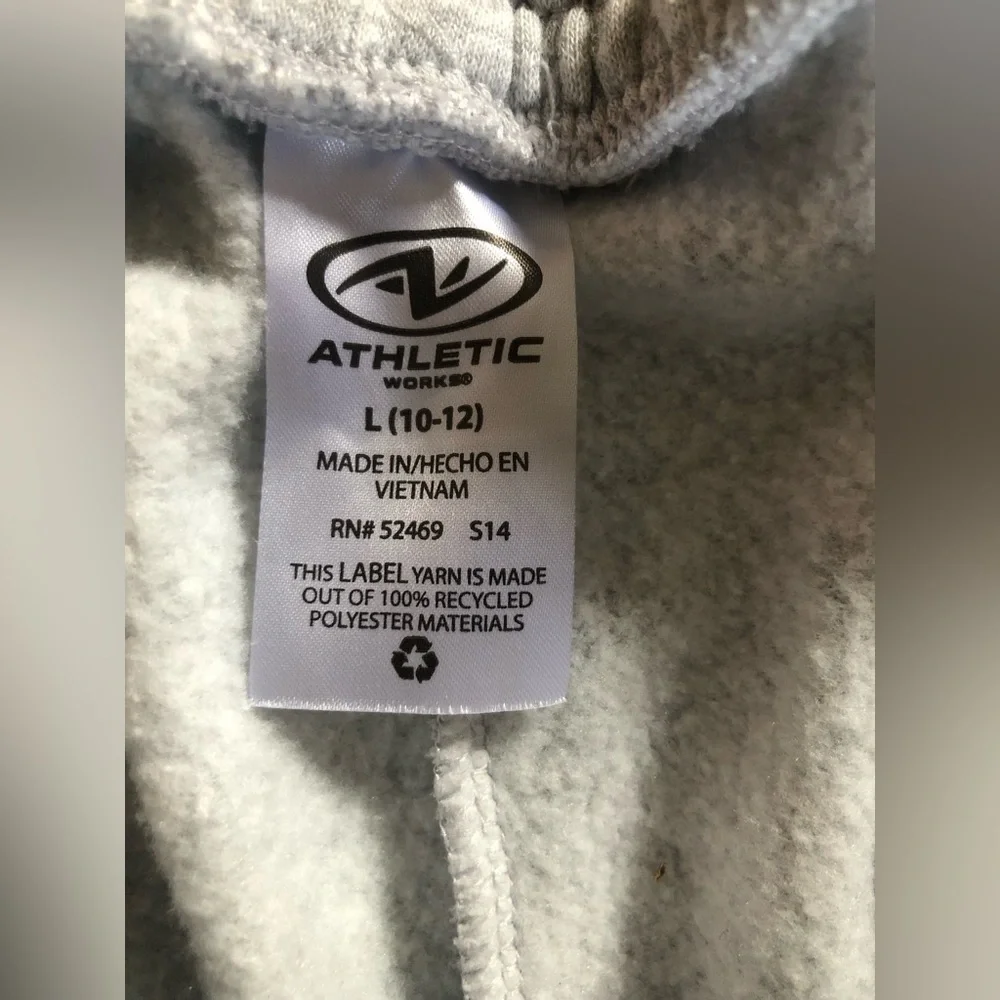 ATHLETIC
WORKS®
L (10-12)
MADE IN/HECHO EN
VIETNAM
RN# 52469 S14
THIS LABEL YARN IS MADE
OUT OF 100% RECYCLED
POLYESTER MATERIALS